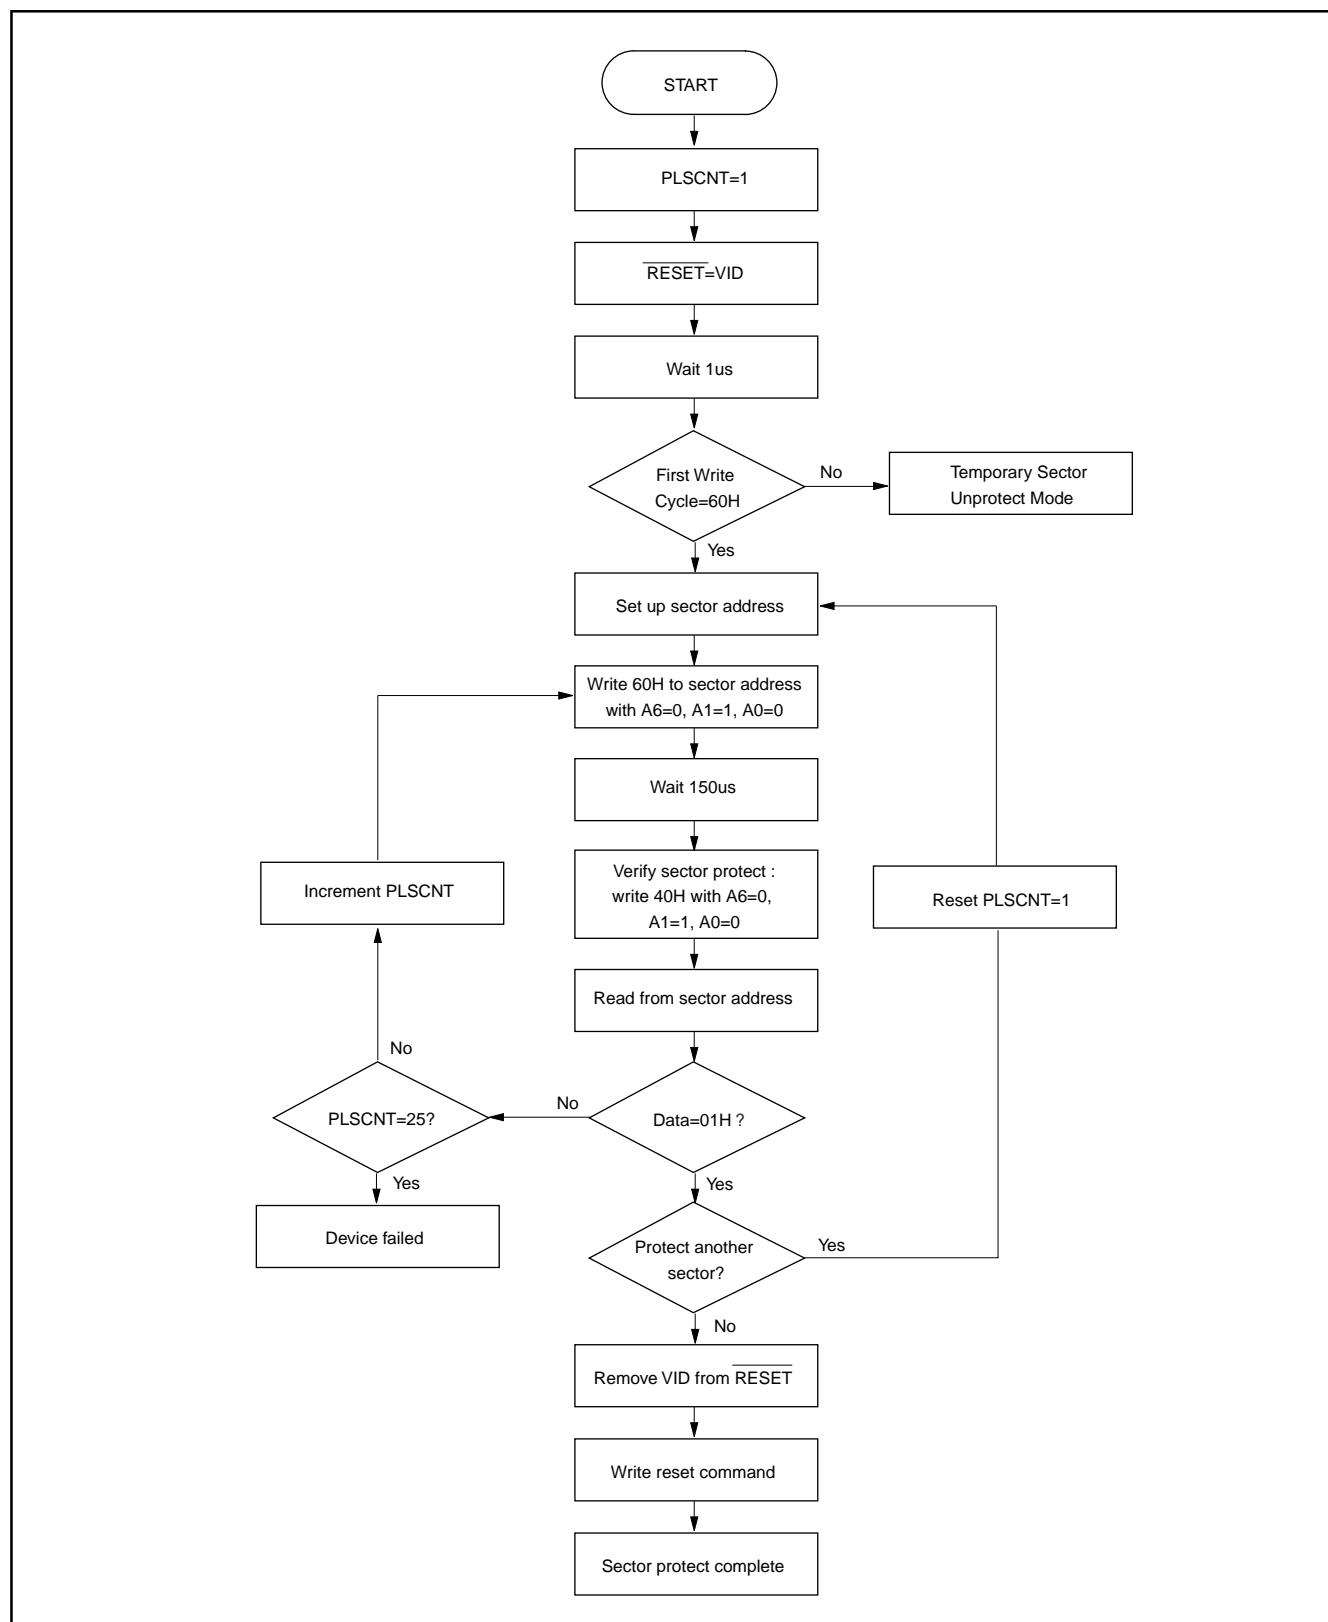 START
PLSCNT=1
RESET=VID
Wait 1us
First Write
Cycle=60H
No
Temporary Sector
Unprotect Mode
Yes
Set up sector address
Write 60H to sector address
with A6=0, A1=1, A0=0
Wait 150us
Verify sector protect :
write 40H with A6=0,
A1=1, A0=0
Increment PLSCNT
Reset PLSCNT=1
Read from sector address
No
PLSCNT=25?
No
Data=01H ?
Yes
Yes
Device failed
Protect another
sector?
Yes
No
Remove VID from RESET
Write reset command
Sector protect complete